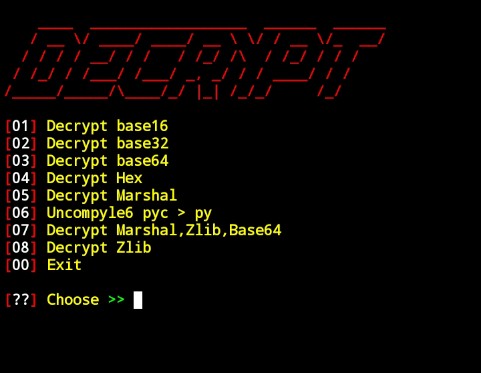 DECRYPT
[01] Decrypt base16
[02] Decrypt base32
[03] Decrypt base64
[04] Decrypt Hex
[05] Decrypt Marshal
[06] Uncompyle6 pyc > py
[07] Decrypt Marshal,Zlib,Base64
[08] Decrypt Zlib
[00] Exit
[??] Choose >>